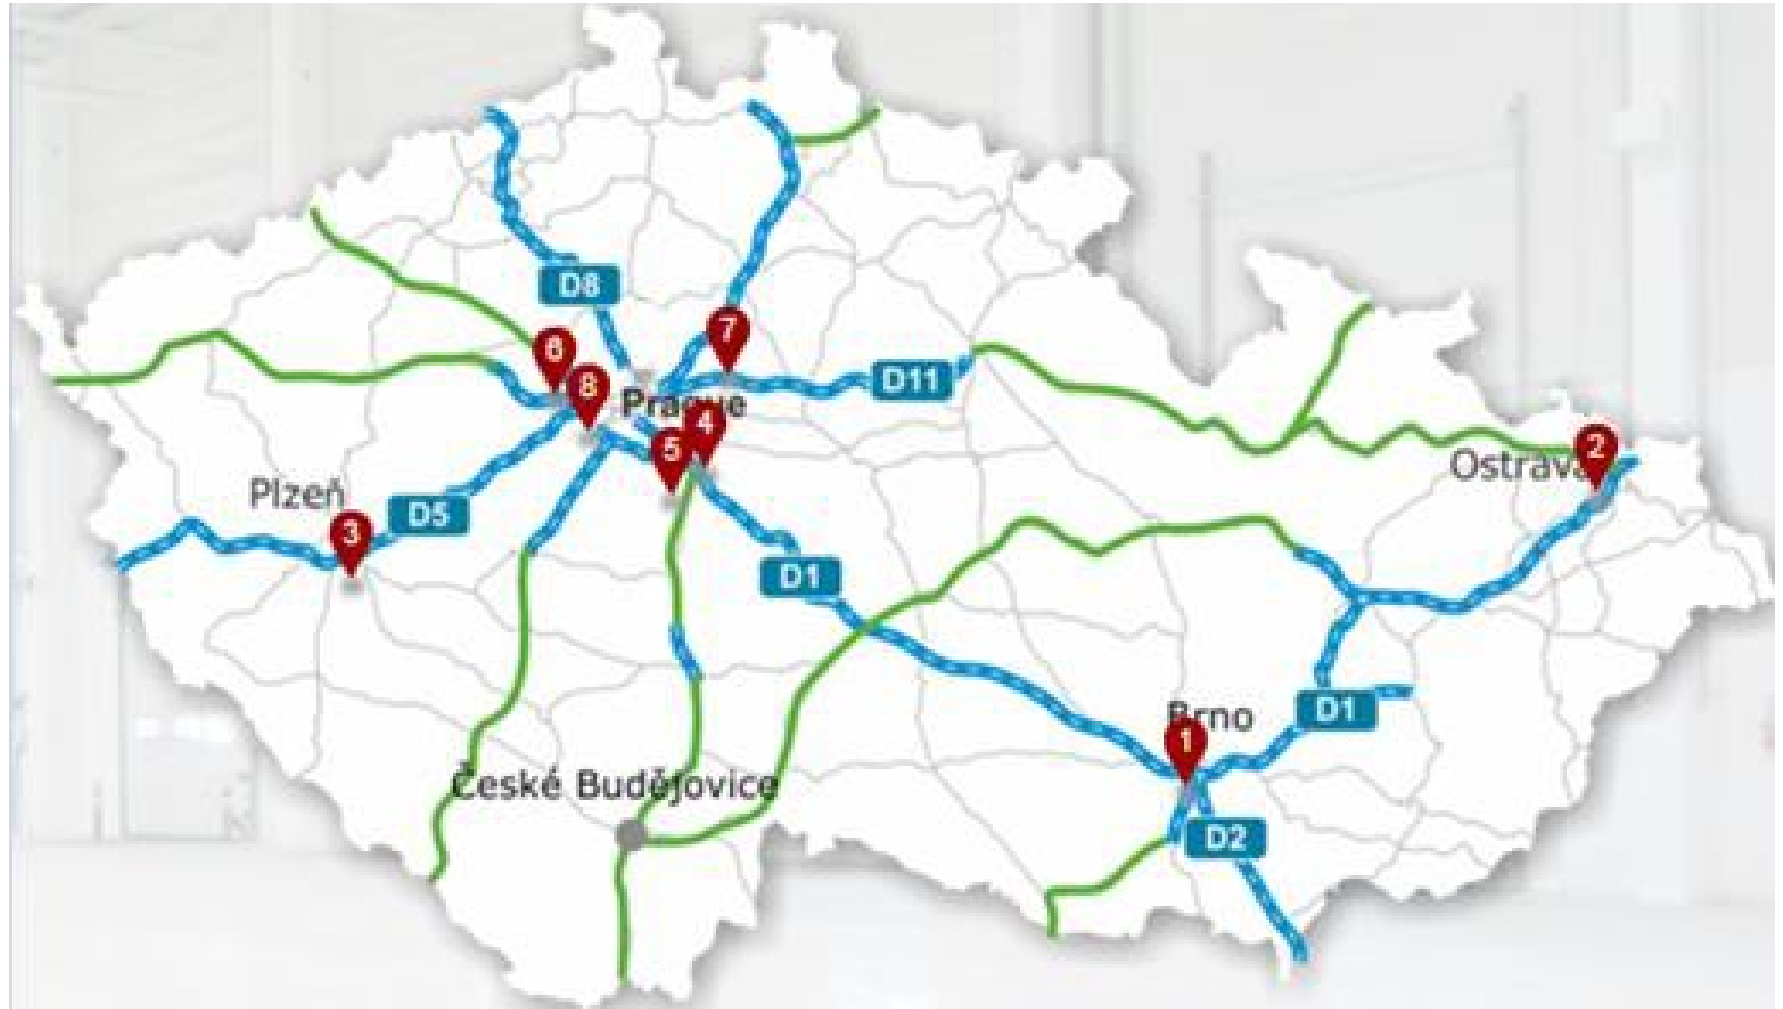 D8
7
6
D11
8
Prague
4
2
5
Ostrava
Plzeň
D5
3
D1
D1
Brno
1
České Budějovice
D2